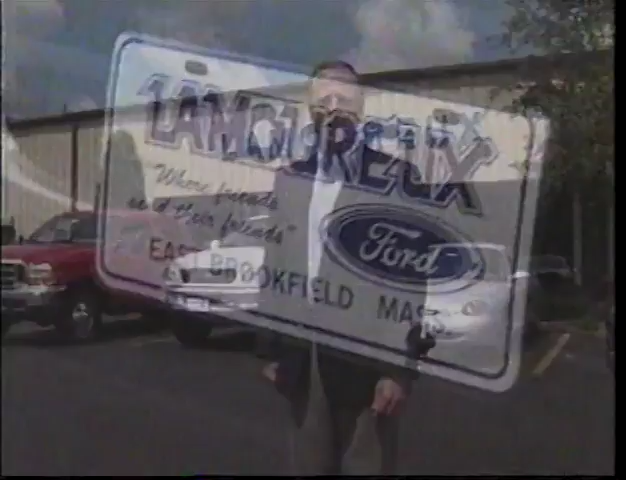 LAMOUREUX
"Where friends
send their friends"
Ford
EAST BROOKFIELD MASS